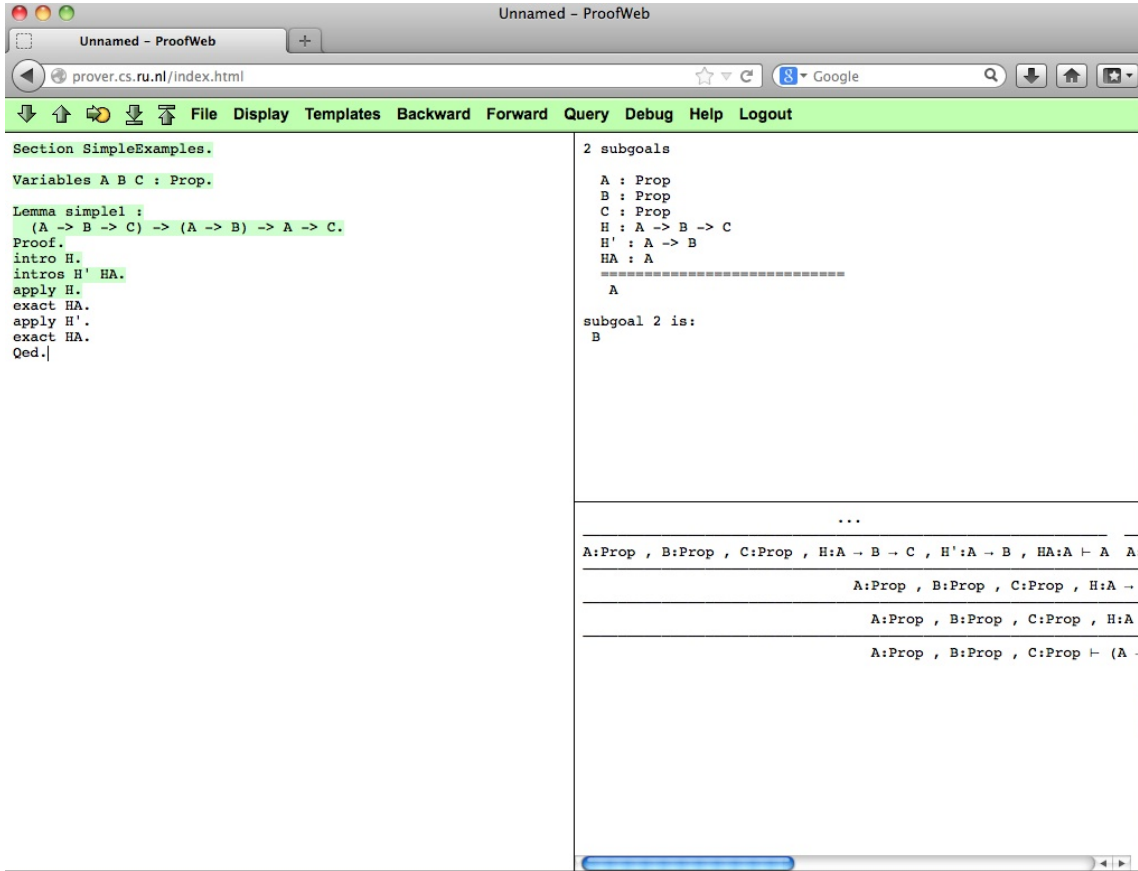 Unnamed – ProofWeb
Unnamed – ProofWeb
prover.cs.ru.nl/index.html
Google
File Display Templates Backward Forward Query Debug Help Logout
Section SimpleExamples.
Variables A B C : Prop.
Lemma simple1 :
(A -> B -> C) -> (A -> B) -> A -> C.
Proof.
intro H.
intros H' HA.
apply H.
exact HA.
apply H'.
exact HA.
Qed.
2 subgoals
A : Prop
B : Prop
C : Prop
H : A -> B -> C
H' : A -> B
HA : A
============================
A
subgoal 2 is:
B
...
A:Prop , B:Prop , C:Prop , H:A → B → C , H':A → B , HA:A ⊢ A A:
A:Prop , B:Prop , C:Prop , H:A →
A:Prop , B:Prop , C:Prop , H:A
A:Prop , B:Prop , C:Prop ⊢ (A